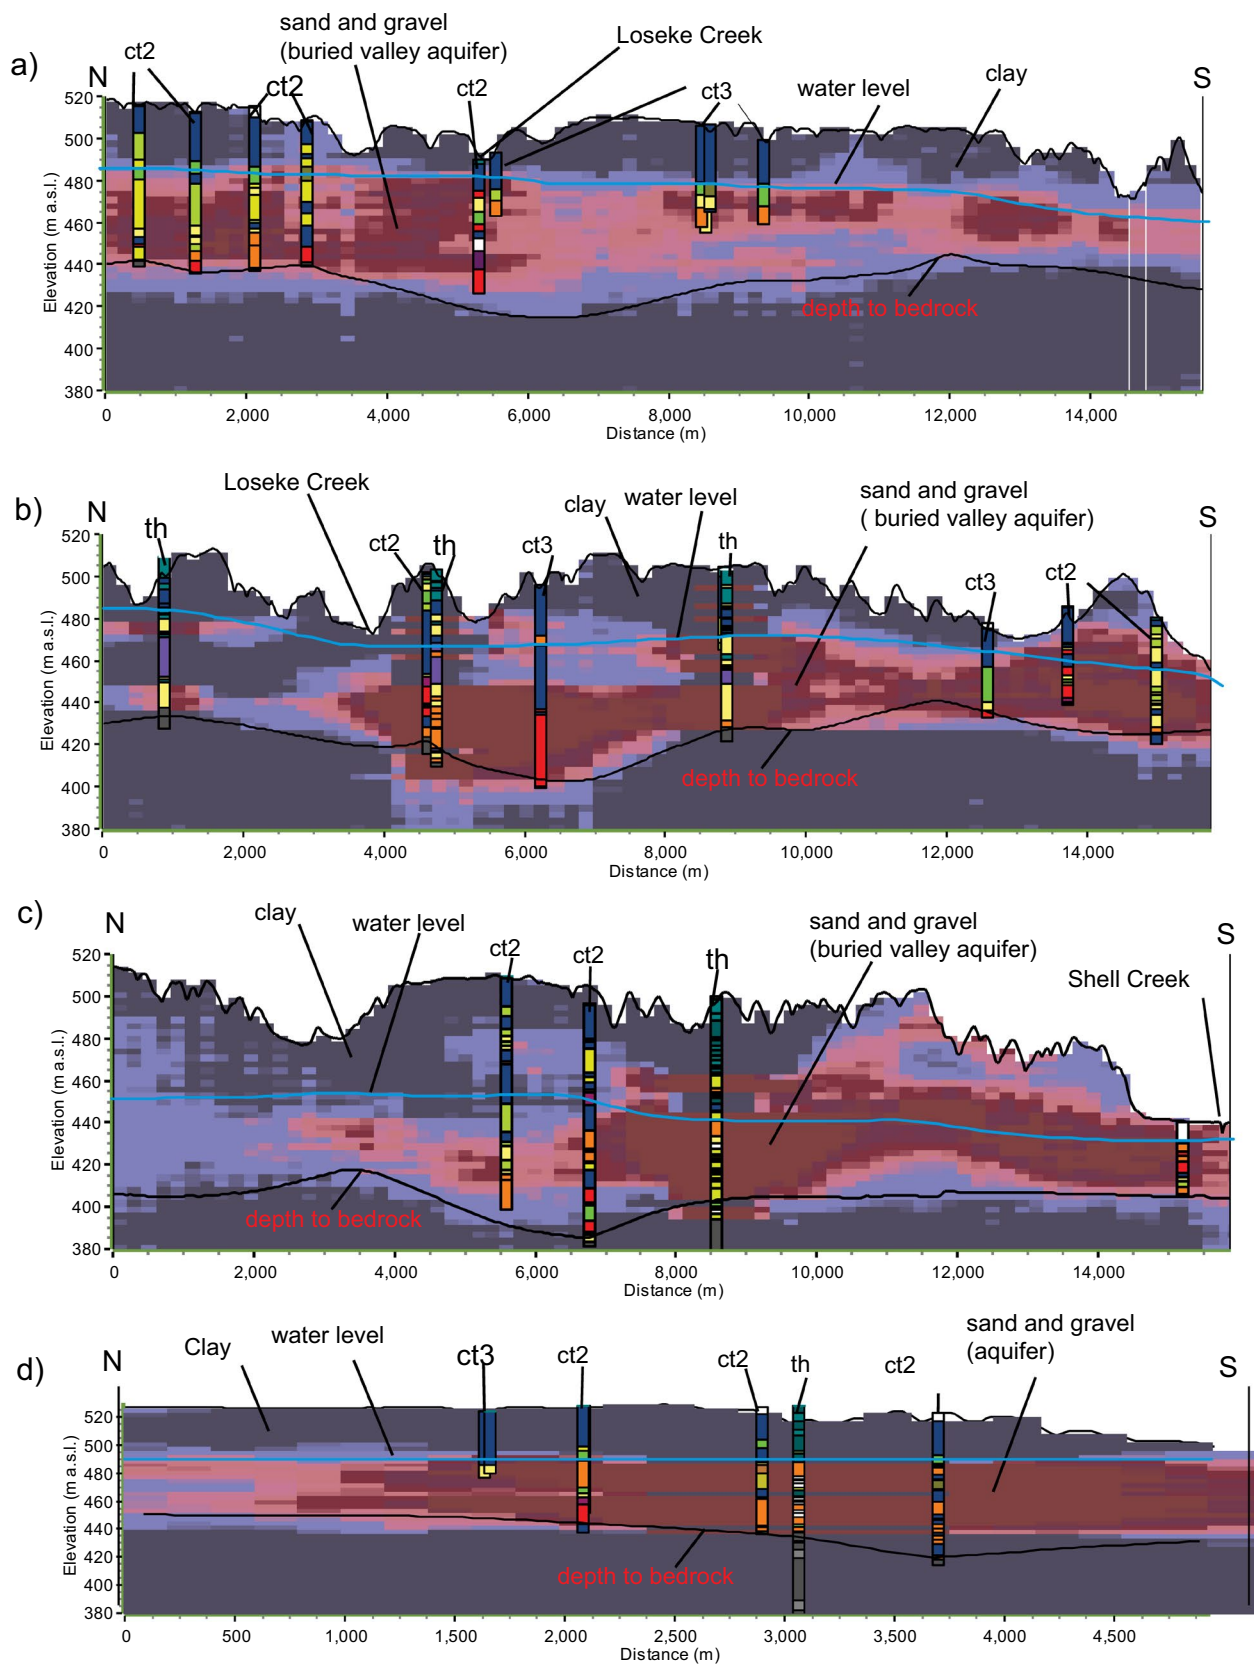 a)
N
ct2
sand and gravel
(buried valley aquifer)
ct2
Loseke Creek
ct2
ct3
water level
clay
S
Elevation (m a.s.l.)
520
500
480
460
440
420
400
380
depth to bedrock
0 2,000 4,000 6,000 8,000 10,000 12,000 14,000
Distance (m)
b)
N
th
Loseke Creek
ct2
th
ct3
clay
water level
th
sand and gravel
( buried valley aquifer)
ct3
ct2
S
Elevation (m a.s.l.)
520
500
480
460
440
420
400
380
depth to bedrock
0 2,000 4,000 6,000 8,000 10,000 12,000 14,000
Distance (m)
c)
N
clay
water level
ct2
ct2
th
sand and gravel
(buried valley aquifer)
Shell Creek
S
Elevation (m a.s.l.)
520
500
480
460
440
420
400
380
depth to bedrock
0 2,000 4,000 6,000 8,000 10,000 12,000 14,000
Distance (m)
d)
N
Clay
water level
ct3
ct2
ct2
th
ct2
sand and gravel
(aquifer)
S
Elevation (m a.s.l.)
520
500
480
460
440
420
400
380
depth to bedrock
0 500 1,000 1,500 2,000 2,500 3,000 3,500 4,000 4,500
Distance (m)